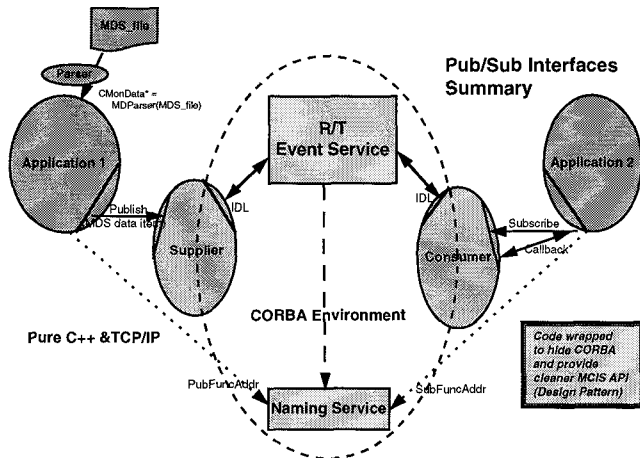 MDS_file
Parser
CMonData* =
MDParser(MDS_file)
Pub/Sub Interfaces
Summary
R/T
Event Service
Application 1
Application 2
IDL
IDL
Publish
(MDS data item)
Subscribe
Supplier
Consumer
Callback*
CORBA Environment
Pure C++ &TCP/IP
Code wrapped
to hide CORBA
and provide
cleaner MCIS API
(Design Pattern)
PubFuncAddr
SubFuncAddr
Naming Service